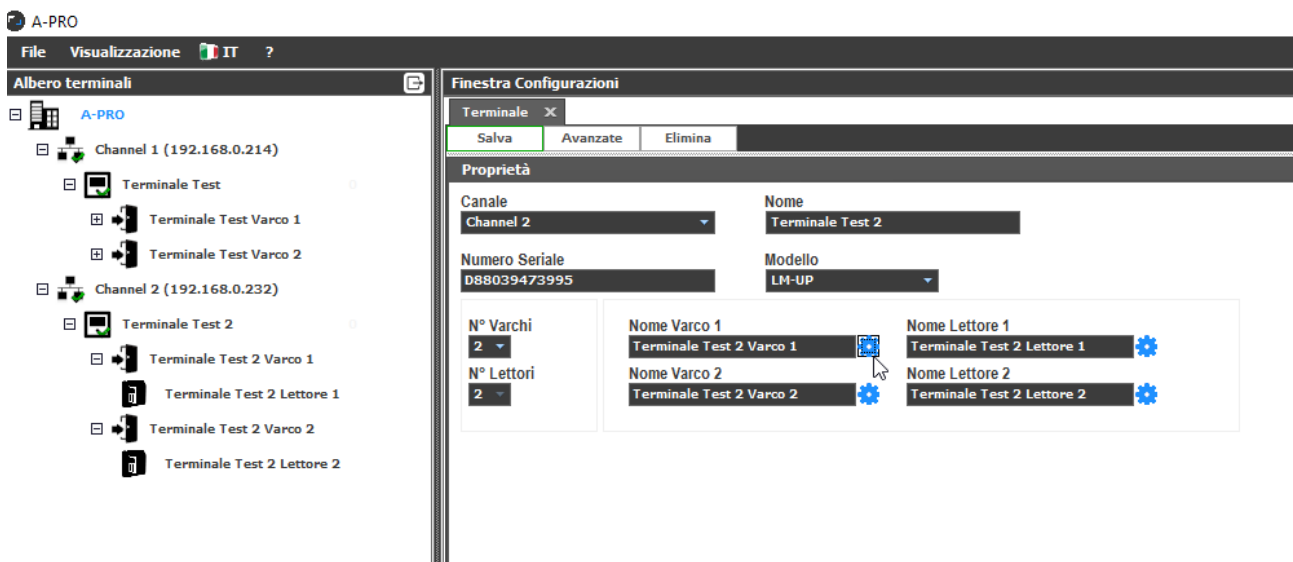 A-PRO
File Visualizzazione IT ?
Albero terminali
A-PRO
Channel 1 (192.168.0.214)
Terminale Test 0
Terminale Test Varco 1
Terminale Test Varco 2
Channel 2 (192.168.0.232)
Terminale Test 2 0
Terminale Test 2 Varco 1
Terminale Test 2 Lettore 1
Terminale Test 2 Varco 2
Terminale Test 2 Lettore 2
Finestra Configurazioni
Terminale X
Salva Avanzate Elimina
Proprietà
Canale Nome
Channel 2 Terminale Test 2
Numero Seriale Modello
D88039473995 LM-UP
N° Varchi Nome Varco 1 Nome Lettore 1
2 Terminale Test 2 Varco 1 Terminale Test 2 Lettore 1
N° Lettori Nome Varco 2 Nome Lettore 2
2 Terminale Test 2 Varco 2 Terminale Test 2 Lettore 2